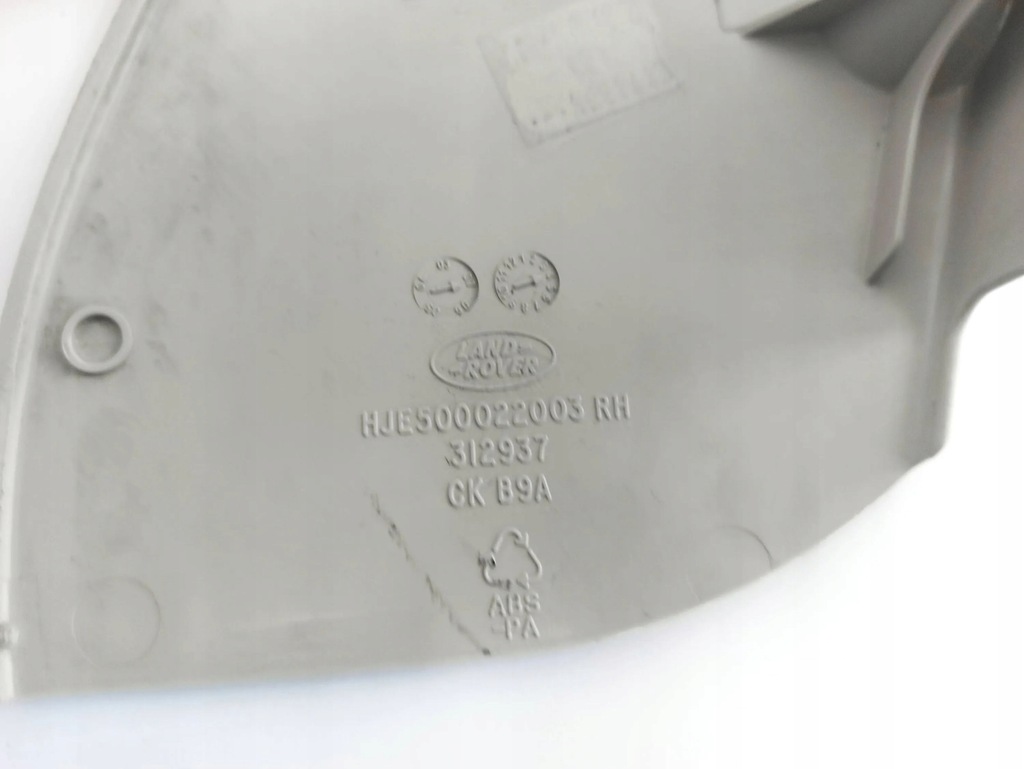 LAND
ROVER
HJE500022003 RH
312937
CK B9A
ABS
PA